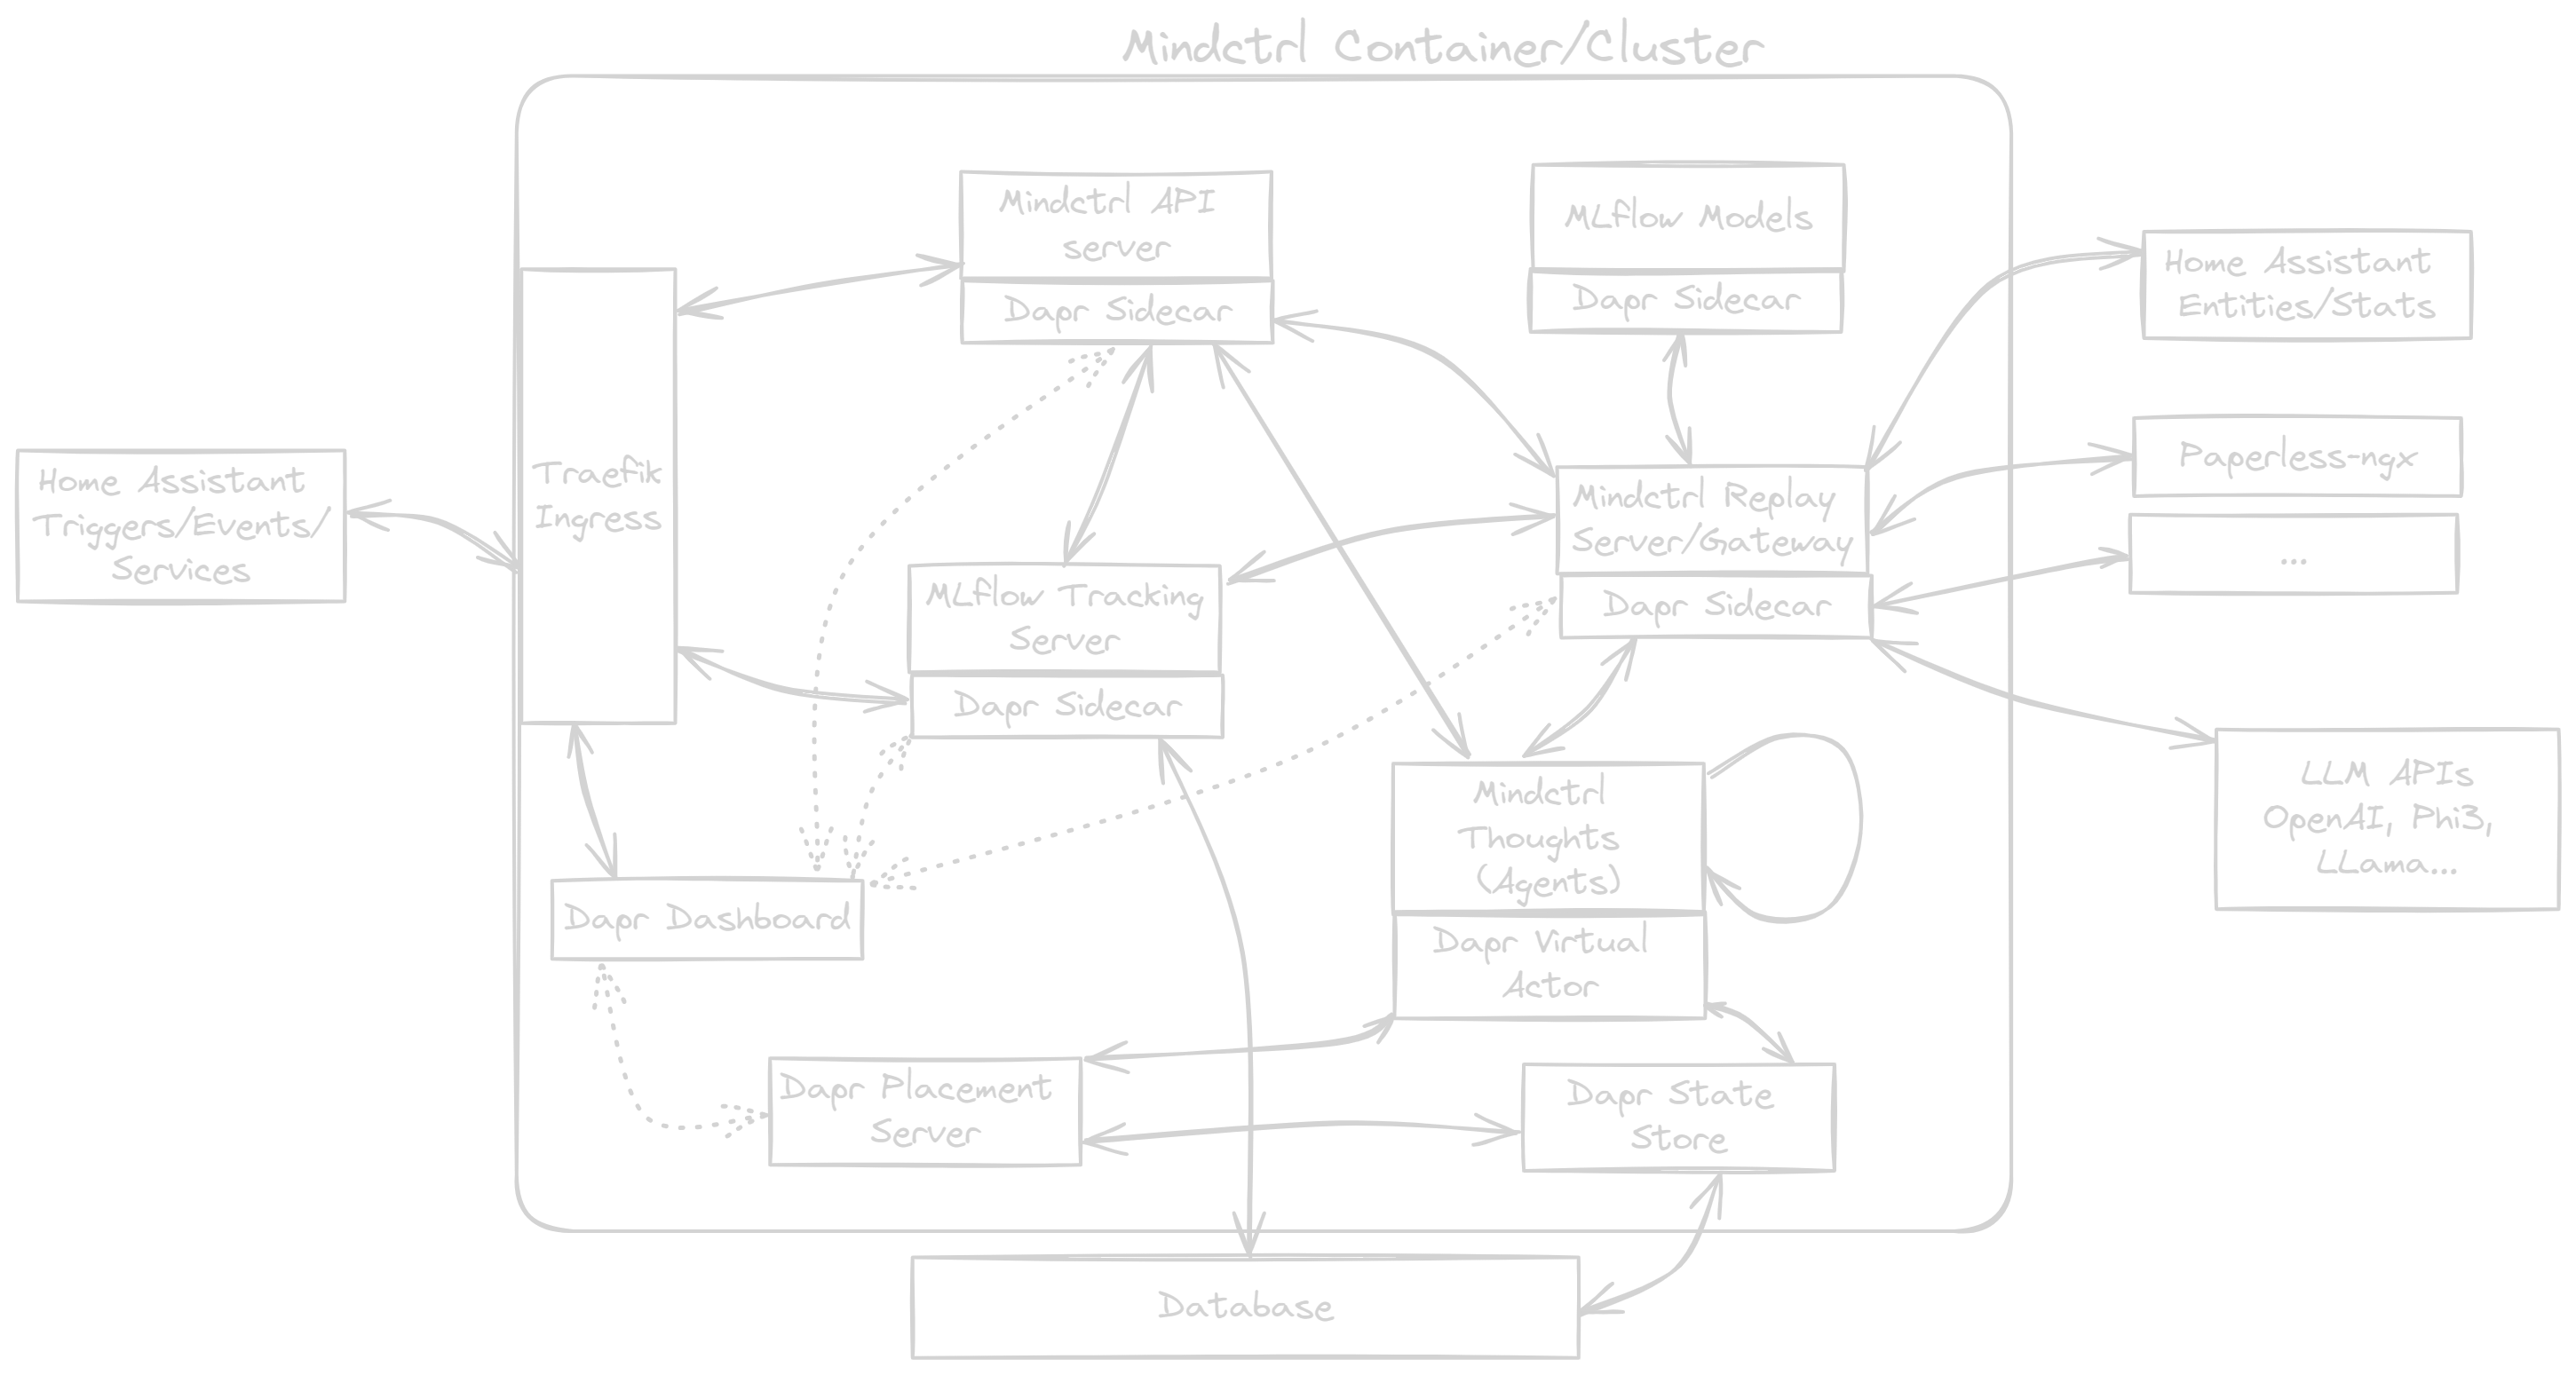 Mindctrl Container/Cluster
Mindctrl API
server
Dapr Sidecar
MLflow Models
Dapr Sidecar
Home Assistant
Entities/Stats
Traefik
Ingress
Home Assistant
Triggers/Events/
Services
Paperless-ngx
...
Mindctrl Replay
Server/Gateway
Dapr Sidecar
MLflow Tracking
Server
Dapr Sidecar
LLM APIs
OpenAI, Phi3,
LLama...
Mindctrl
Thoughts
(Agents)
Dapr Virtual
Actor
Dapr Dashboard
Dapr Placement
Server
Dapr State
Store
Database